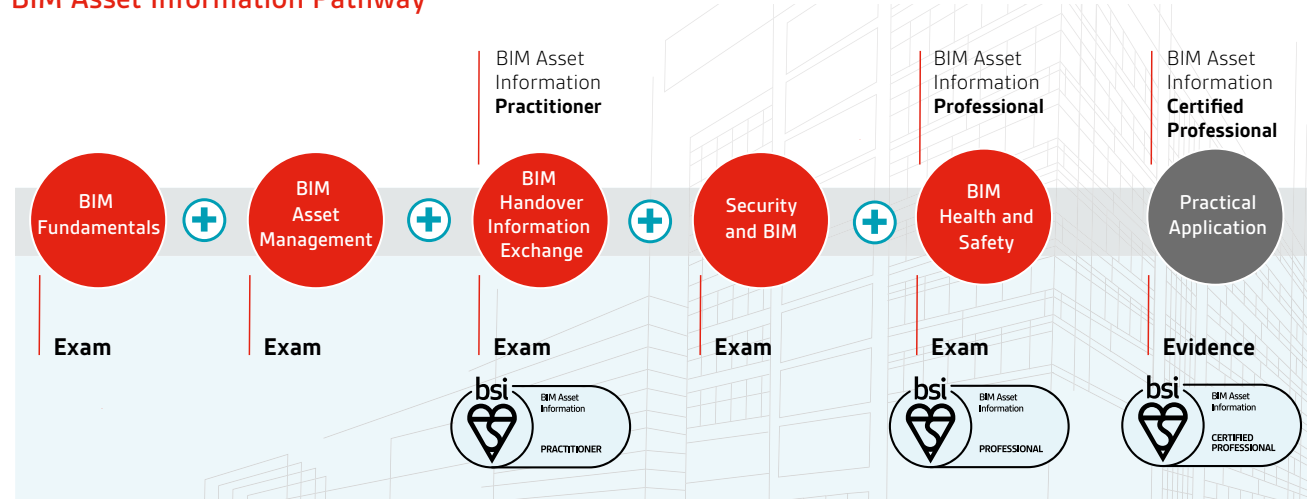 BIM Asset Information Pathway
BIM Asset
Information
Practitioner
BIM Asset
Information
Professional
BIM Asset
Information
Certified
Professional
BIM
Fundamentals
BIM
Asset
Management
BIM
Handover
Information
Exchange
Security
and BIM
BIM
Health and
Safety
Practical
Application
Exam
Exam
Exam
Exam
Exam
Evidence
bsi
BIM Asset
Information
PRACTITIONER
bsi
BIM Asset
Information
PROFESSIONAL
bsi
BIM Asset
Information
CERTIFIED
PROFESSIONAL